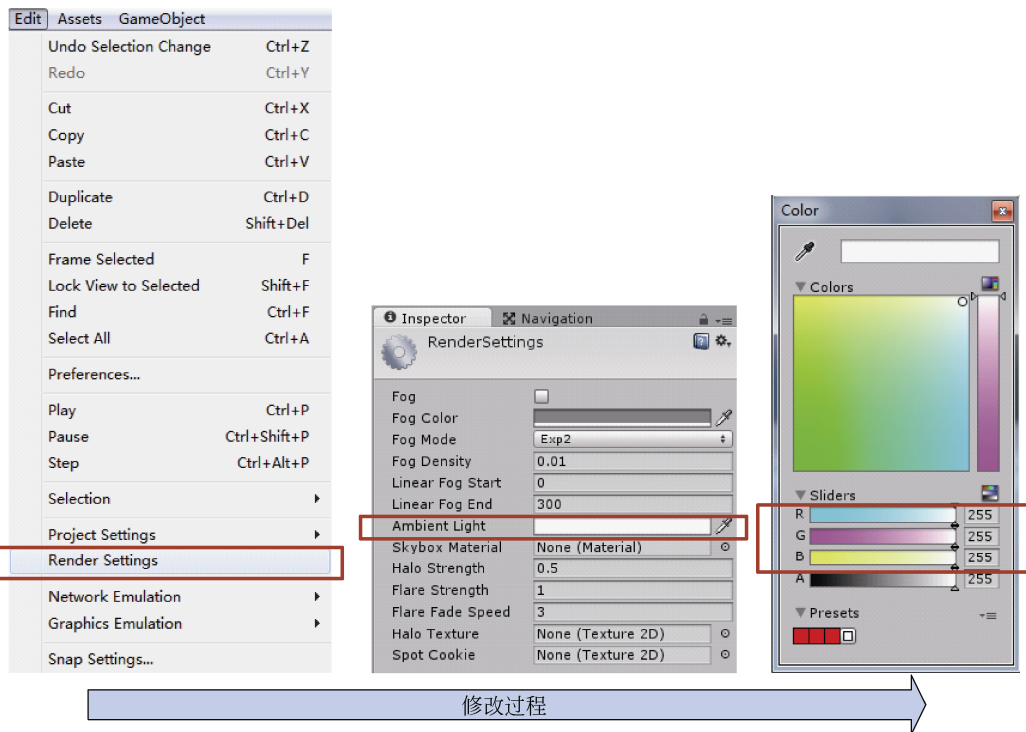 Edit Assets GameObject
Undo Selection Change Ctrl+Z
Redo Ctrl+Y
Cut Ctrl+X
Copy Ctrl+C
Paste Ctrl+V
Duplicate Ctrl+D
Delete Shift+Del
Frame Selected F
Lock View to Selected Shift+F
Find Ctrl+F
Select All Ctrl+A
Preferences...
Play Ctrl+P
Pause Ctrl+Shift+P
Step Ctrl+Alt+P
Selection
Project Settings
Render Settings
Network Emulation
Graphics Emulation
Snap Settings...
Inspector Navigation
RenderSettings
Fog
Fog Color
Fog Mode Exp2
Fog Density 0.01
Linear Fog Start 0
Linear Fog End 300
Ambient Light
Skybox Material None (Material)
Halo Strength 0.5
Flare Strength 1
Flare Fade Speed 3
Halo Texture None (Texture 2D)
Spot Cookie None (Texture 2D)
Color
Colors
Sliders
R 255
G 255
B 255
A 255
Presets
修改过程